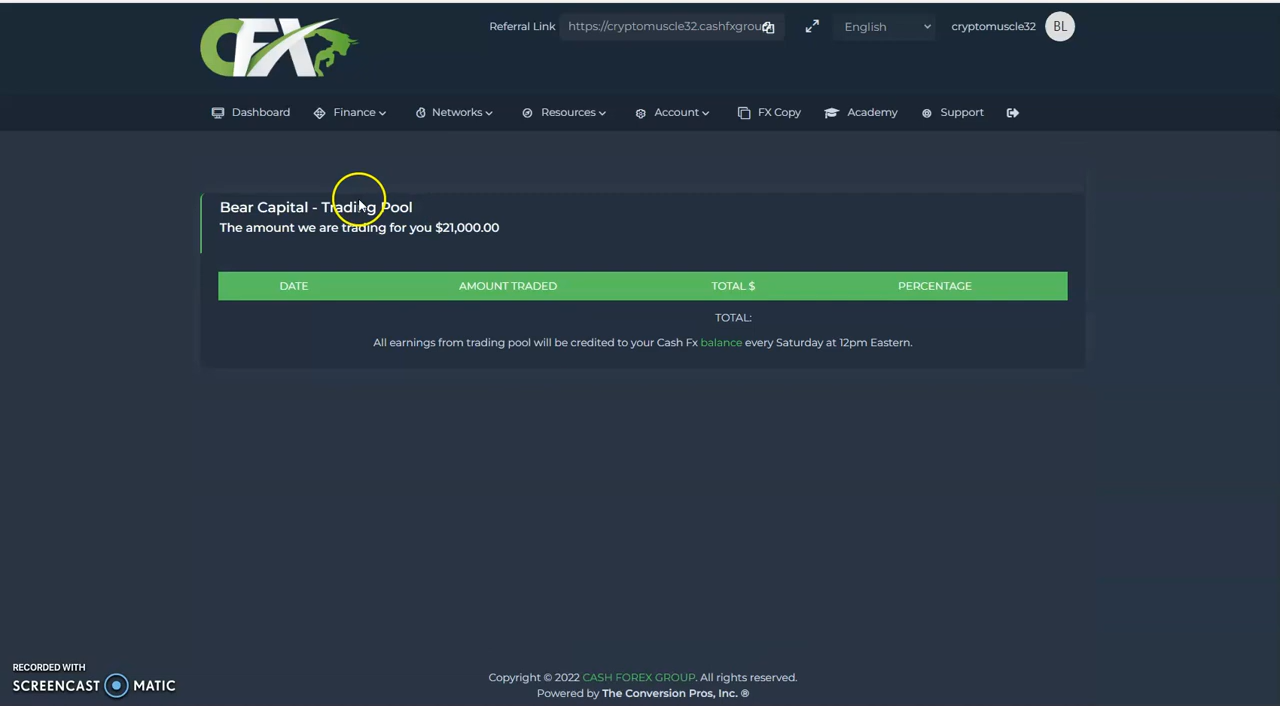 CFX
Referral Link https://cryptomuscle32.cashfxgrou English cryptomuscle32 BL
Dashboard Finance Networks Resources Account FX Copy Academy Support
Bear Capital - Trading Pool
The amount we are trading for you $21,000.00
DATE AMOUNT TRADED TOTAL $ PERCENTAGE
TOTAL:
All earnings from trading pool will be credited to your Cash Fx balance every Saturday at 12pm Eastern.
RECORDED WITH
SCREENCAST MATIC
Copyright © 2022 CASH FOREX GROUP. All rights reserved.
Powered by The Conversion Pros, Inc. ®